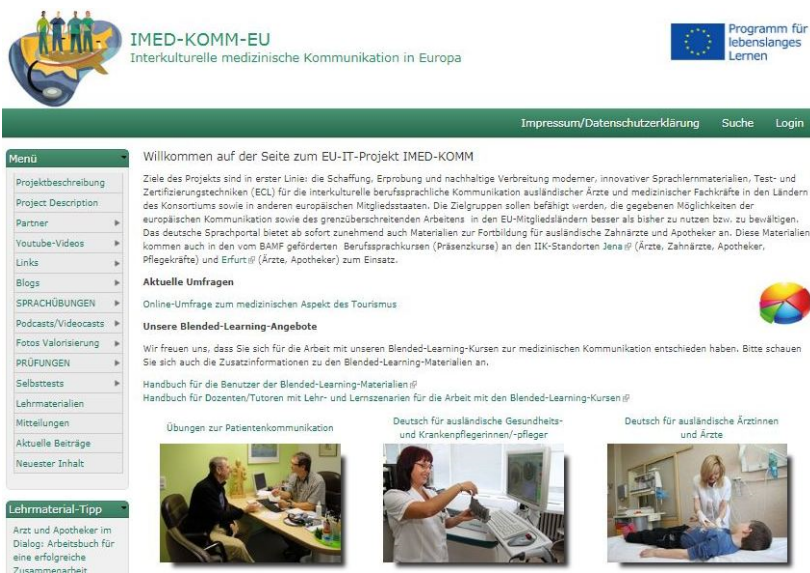 IMED-KOMM-EU
Interkulturelle medizinische Kommunikation in Europa
Programm für
lebenslanges
Lernen
Impressum/Datenschutzerklärung Suche Login
Menü
Projektbeschreibung
Project Description
Partner
Youtube-Videos
Links
Blogs
SPRACHÜBUNGEN
Podcasts/Videocasts
Fotos Valorisierung
PRÜFUNGEN
Selbsttests
Lehrmaterialien
Mitteilungen
Aktuelle Beiträge
Neuester Inhalt
Lehrmaterial-Tipp
Arzt und Apotheker im
Dialog: Arbeitsbuch für
eine erfolgreiche
Zusammenarbeit
Willkommen auf der Seite zum EU-IT-Projekt IMED-KOMM
Ziele des Projekts sind in erster Linie: die Schaffung, Erprobung und nachhaltige Verbreitung moderner, innovativer Sprachlernmaterialien, Test- und
Zertifizierungstechniken (ECL) für die interkulturelle berufssprachliche Kommunikation ausländischer Ärzte und medizinischer Fachkräfte in den Ländern
des Konsortiums sowie in anderen europäischen Mitgliedsstaaten. Die Zielgruppen sollen befähigt werden, die gegebenen Möglichkeiten der
europäischen Kommunikation sowie des grenzüberschreitenden Arbeitens in den EU-Mitgliedsländern besser als bisher zu nutzen bzw. zu bewältigen.
Das deutsche Sprachportal bietet ab sofort zunehmend auch Materialien zur Fortbildung für ausländische Zahnärzte und Apotheker an. Diese Materialien
kommen auch in den vom BAMF geförderten Berufssprachkursen (Präsenzkurse) an den IIK-Standorten Jena (Ärzte, Zahnärzte, Apotheker,
Pflegekräfte) und Erfurt (Ärzte, Apotheker) zum Einsatz.
Aktuelle Umfragen
Online-Umfrage zum medizinischen Aspekt des Tourismus
Unsere Blended-Learning-Angebote
Wir freuen uns, dass Sie sich für die Arbeit mit unseren Blended-Learning-Kursen zur medizinischen Kommunikation entschieden haben. Bitte schauen
Sie sich auch die Zusatzinformationen zu den Blended-Learning-Materialien an.
Handbuch für die Benutzer der Blended-Learning-Materialien
Handbuch für Dozenten/Tutoren mit Lehr- und Lernszenarien für die Arbeit mit den Blended-Learning-Kursen
Übungen zur Patientenkommunikation
Deutsch für ausländische Gesundheits-
und Krankenpflegerinnen/-pfleger
Deutsch für ausländische Ärztinnen
und Ärzte